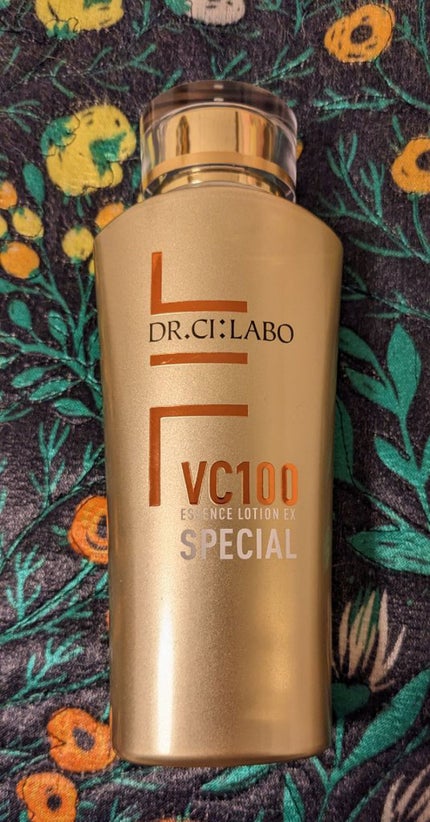 DR.CI:LABO
VC100
ESSENCE LOTION EX
SPECIAL